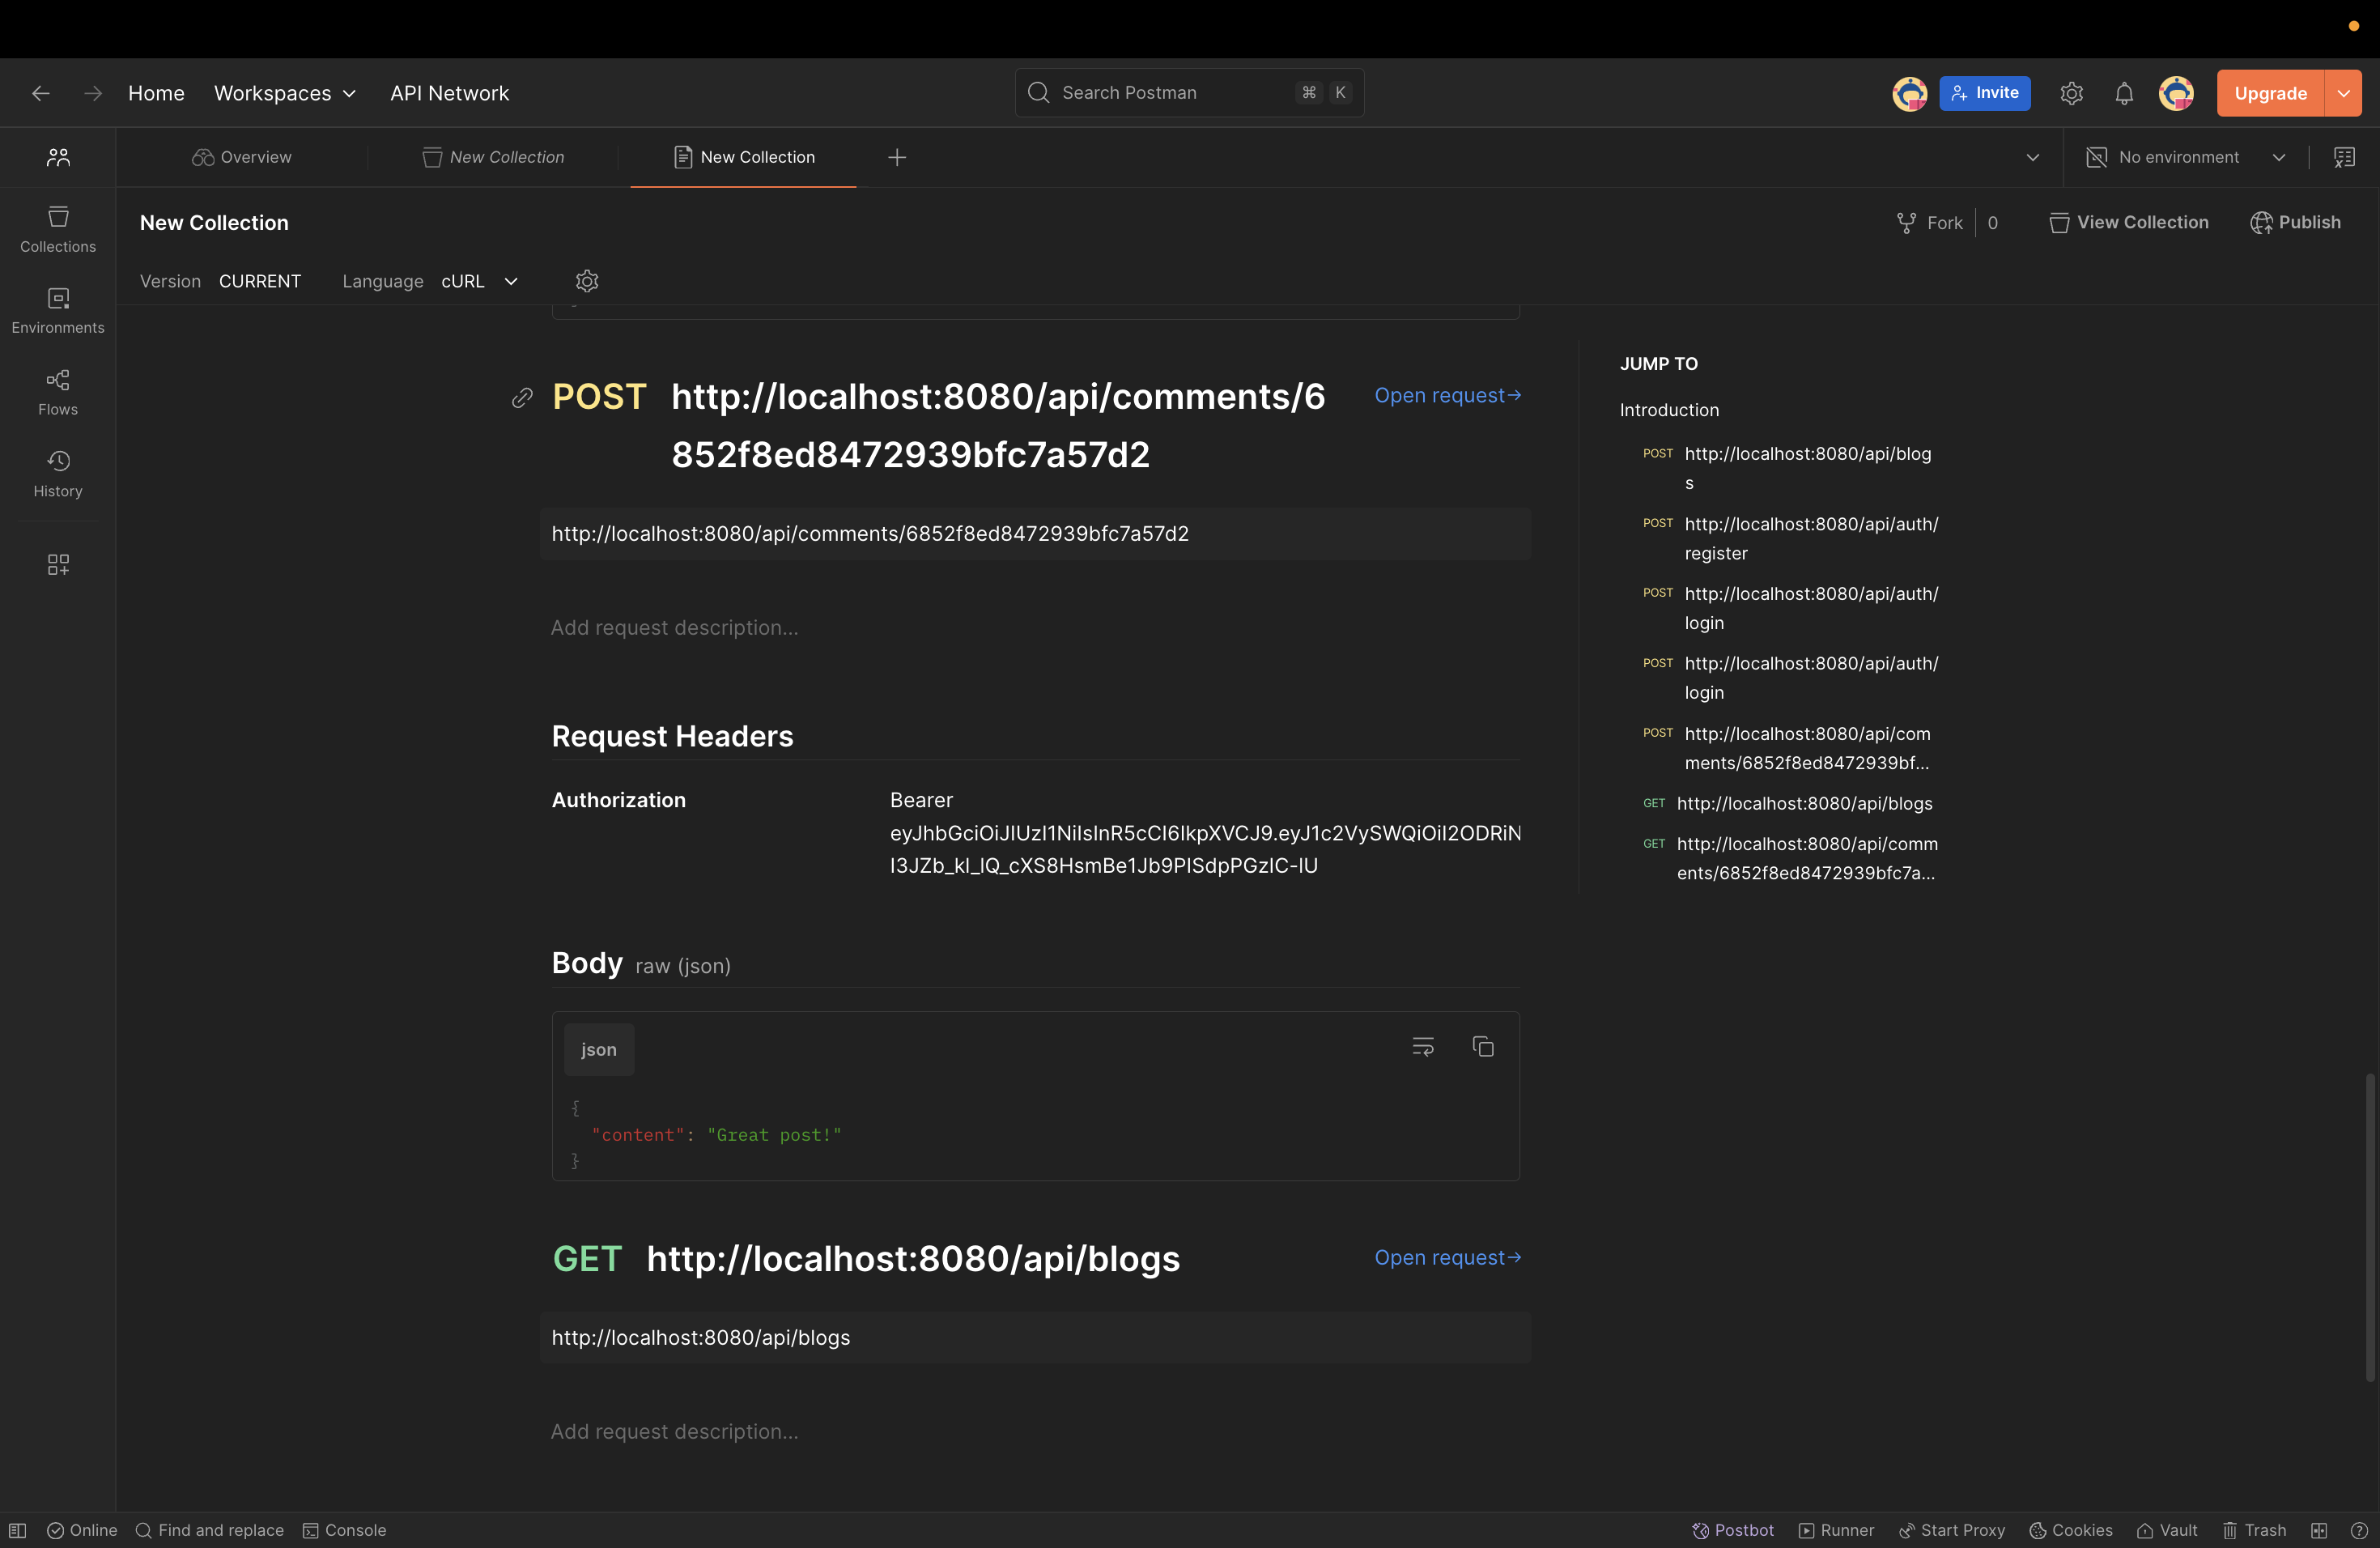 Home
Workspaces
API Network
Search Postman
⌘ K
Invite
Upgrade
Overview
New Collection
New Collection
No environment
New Collection
Fork 0
View Collection
Publish
Version CURRENT
Language cURL
Collections
Environments
Flows
History
POST http://localhost:8080/api/comments/6
852f8ed8472939bfc7a57d2
Open request→
http://localhost:8080/api/comments/6852f8ed8472939bfc7a57d2
Add request description...
Request Headers
Authorization
Bearer
Body raw (json)
json
{
"content": "Great post!"
}
GET http://localhost:8080/api/blogs
Open request→
http://localhost:8080/api/blogs
Add request description...
JUMP TO
Introduction
POST http://localhost:8080/api/blog
s
POST http://localhost:8080/api/auth/
register
POST http://localhost:8080/api/auth/
login
POST http://localhost:8080/api/auth/
login
POST http://localhost:8080/api/com
ments/6852f8ed8472939bf...
GET http://localhost:8080/api/blogs
GET http://localhost:8080/api/comm
ents/6852f8ed8472939bfc7a...
Online
Find and replace
Console
Postbot
Runner
Start Proxy
Cookies
Vault
Trash